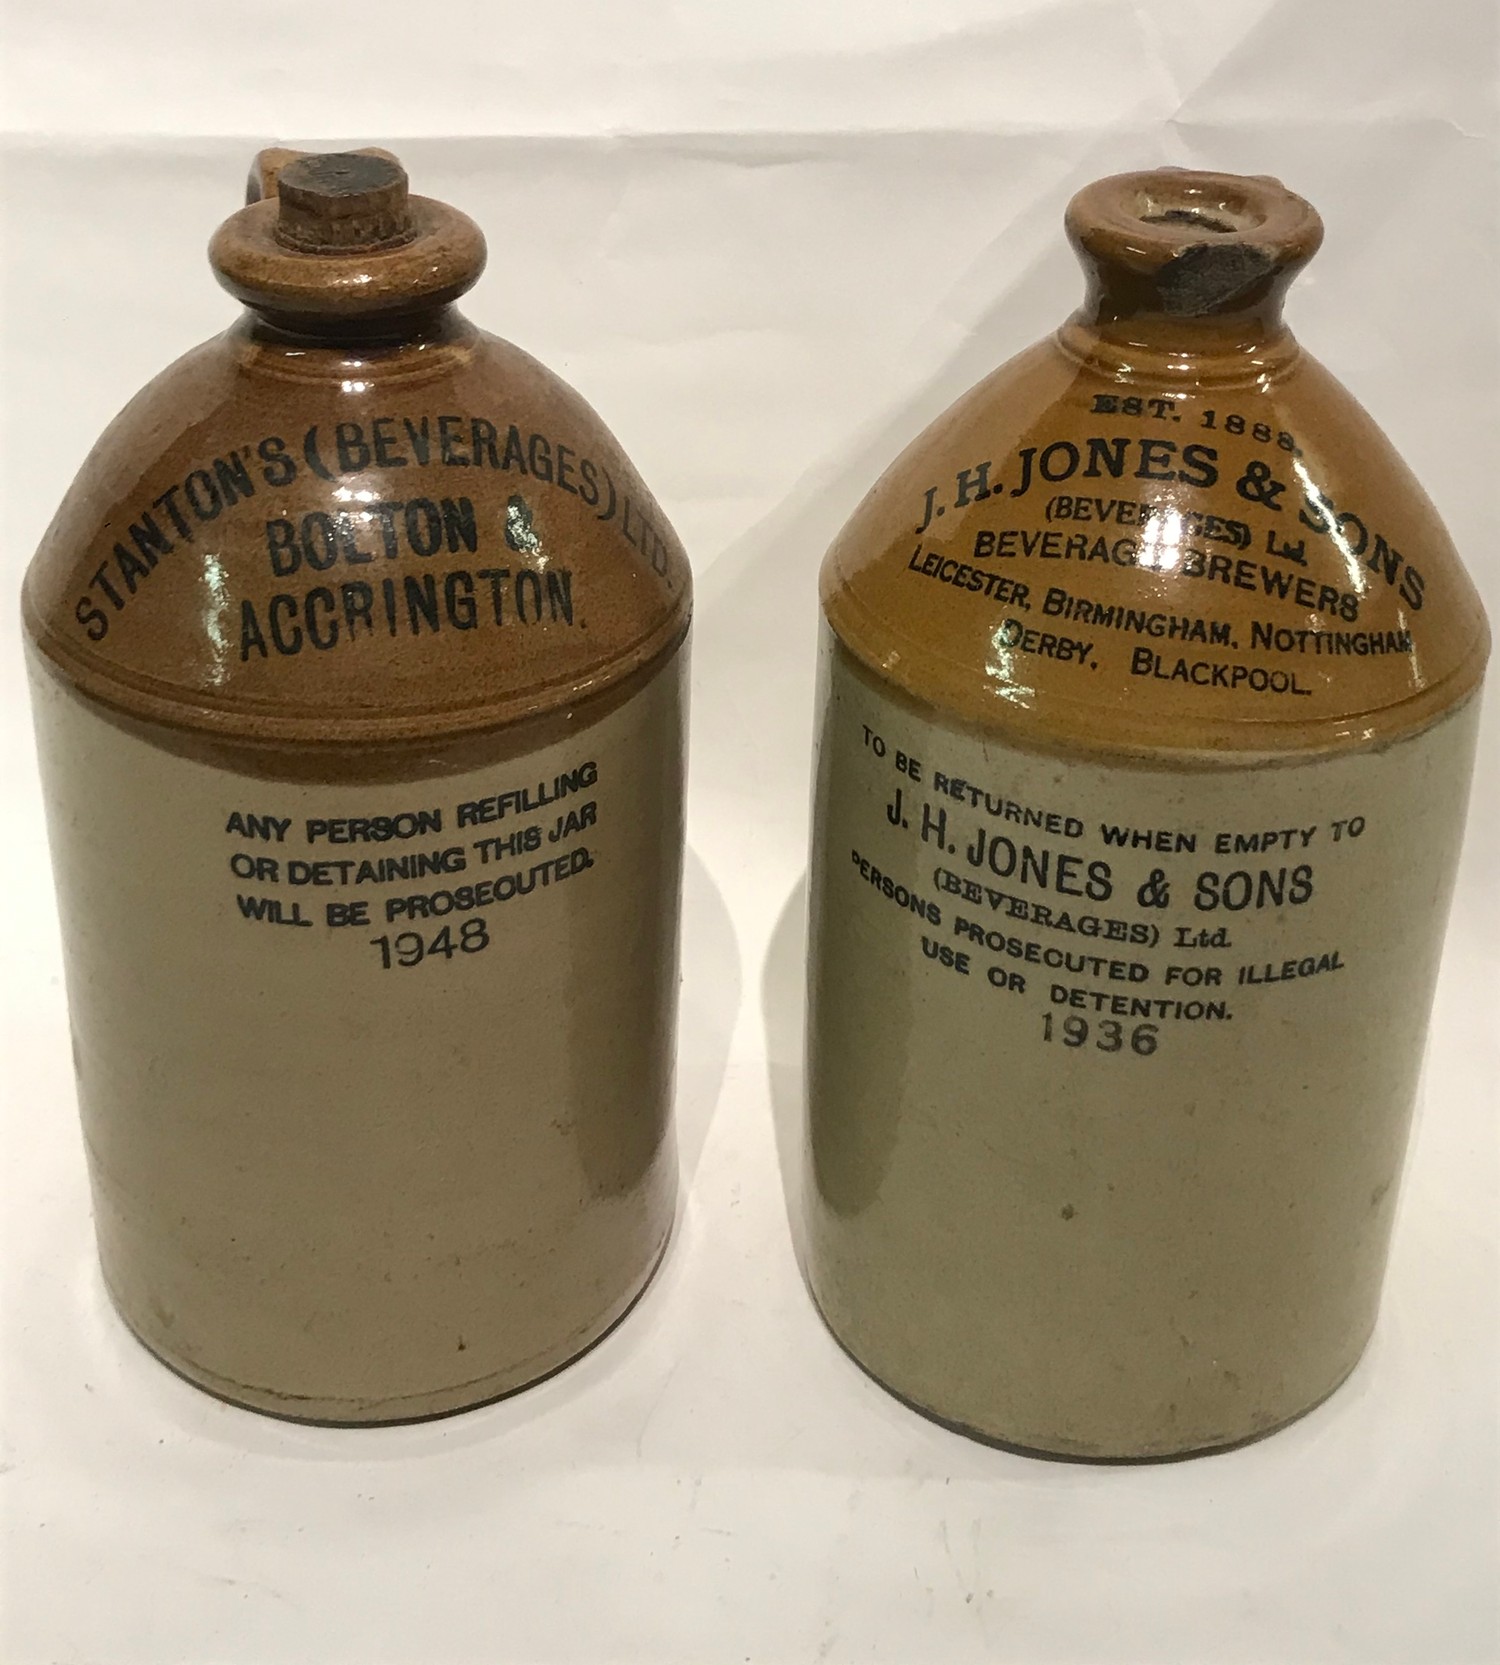 STANTON'S (BEVERAGES) LTD.
BOLTON &
ACCRINGTON.
ANY PERSON REFILLING
OR DETAINING THIS JAR
WILL BE PROSECUTED.
1948
EST. 1888.
J. H. JONES & SONS
(BEVERAGES) Ltd.
BEVERAGE BREWERS
LEICESTER, BIRMINGHAM, NOTTINGHAM
DERBY, BLACKPOOL.
TO BE RETURNED WHEN EMPTY TO
J. H. JONES & SONS
(BEVERAGES) Ltd.
PERSONS PROSECUTED FOR ILLEGAL
USE OR DETENTION.
1936